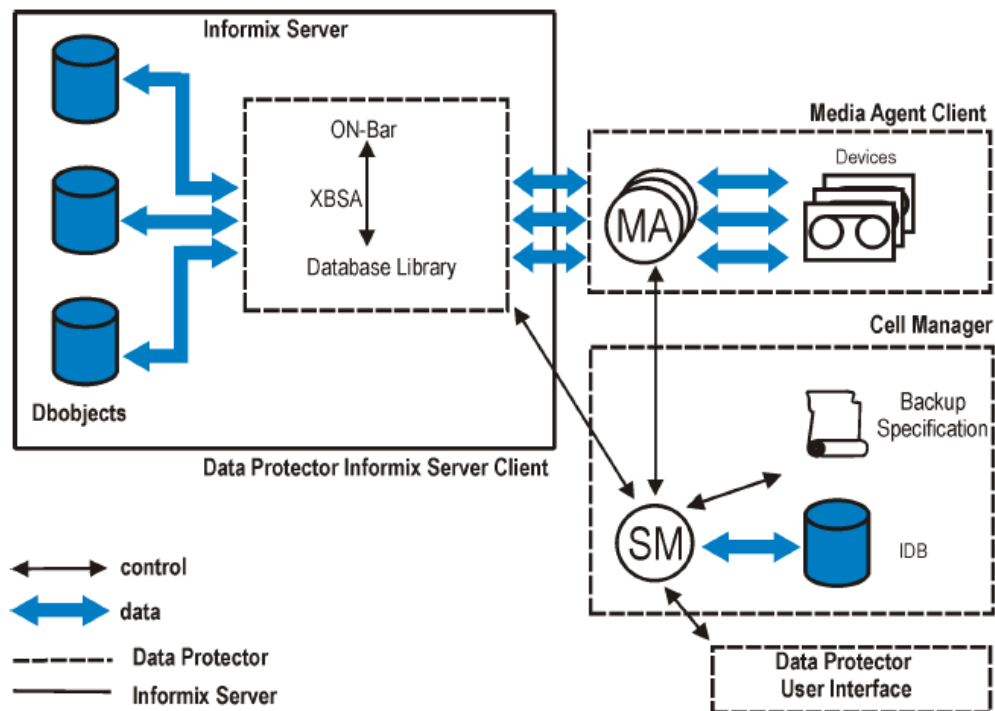 Informix Server
ON-Bar
XBSA
Database Library
Dbobjects
Data Protector Informix Server Client
Media Agent Client
Devices
MA
Cell Manager
Backup
Specification
SM
IDB
Data Protector
User Interface
control
data
Data Protector
Informix Server